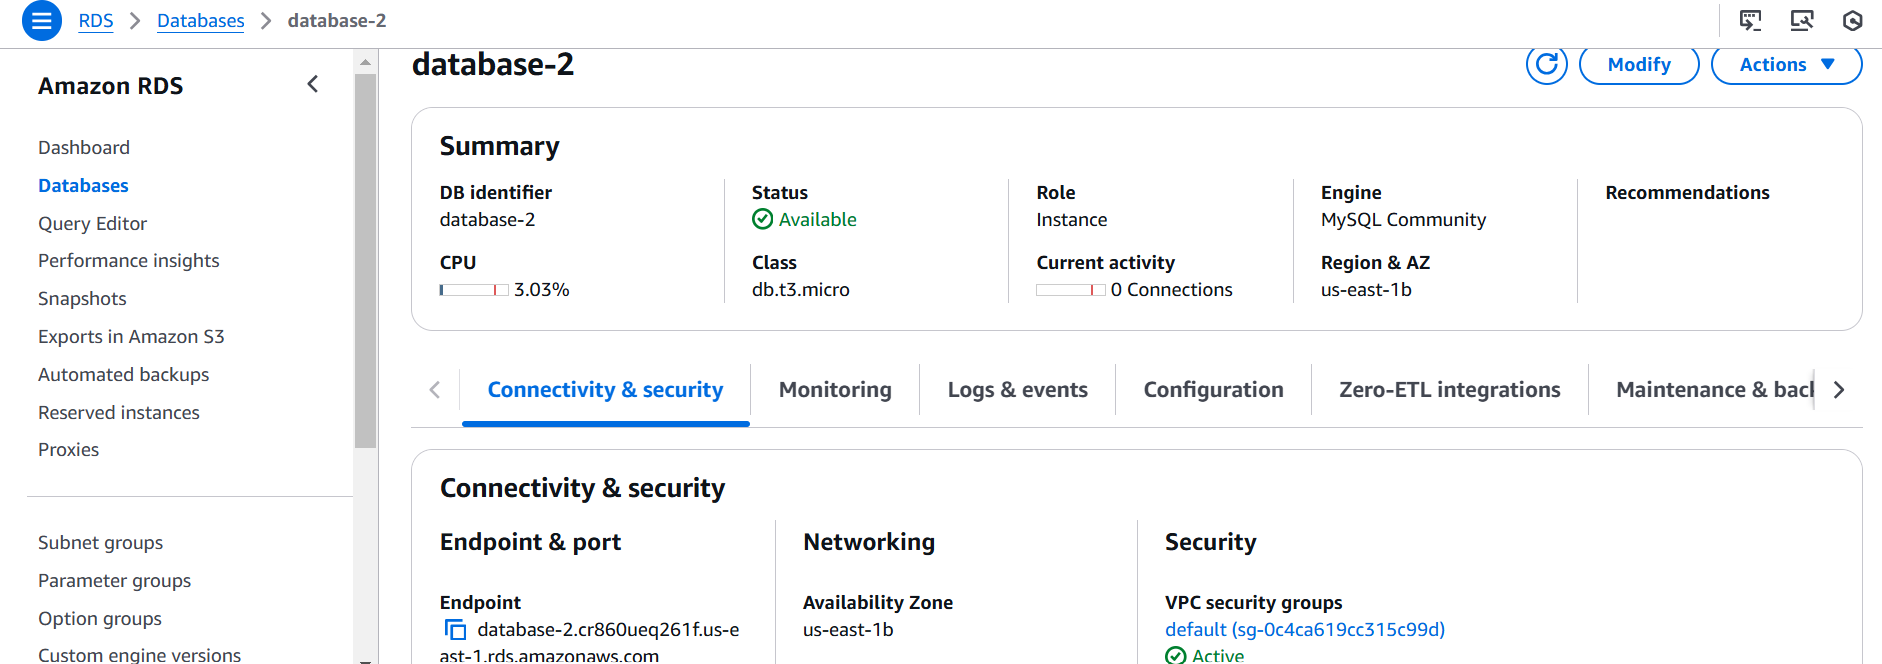 RDS > Databases > database-2
Amazon RDS
Dashboard
Databases
Query Editor
Performance insights
Snapshots
Exports in Amazon S3
Automated backups
Reserved instances
Proxies
Subnet groups
Parameter groups
Option groups
Custom engine versions
database-2
Modify
Actions
Summary
DB identifier
database-2
Status
Available
Role
Instance
Engine
MySQL Community
Recommendations
CPU
3.03%
Class
db.t3.micro
Current activity
0 Connections
Region & AZ
us-east-1b
Connectivity & security
Monitoring
Logs & events
Configuration
Zero-ETL integrations
Maintenance & back
Connectivity & security
Endpoint & port
Endpoint
database-2.cr860ueq261f.us-e
ast-1.rds.amazonaws.com
Networking
Availability Zone
us-east-1b
Security
VPC security groups
default (sg-0c4ca619cc315c99d)
Active